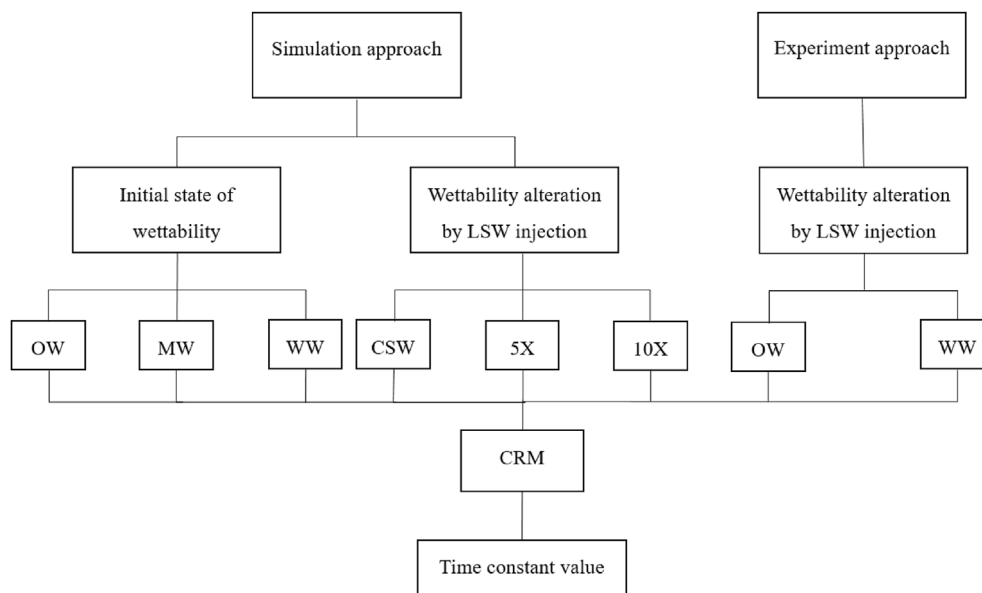 Simulation approach
Experiment approach
Initial state of
wettability
Wettability alteration
by LSW injection
Wettability alteration
by LSW injection
OW
MW
WW
CSW
5X
10X
OW
WW
CRM
Time constant value